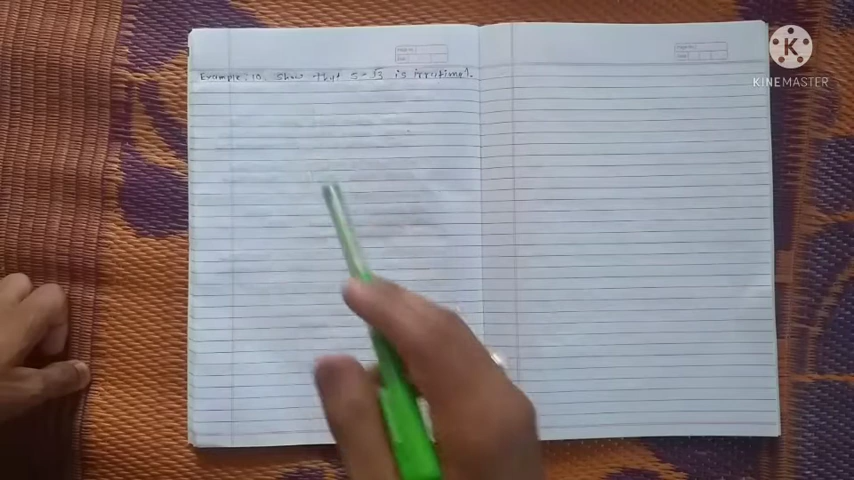 Example: 10. Show that 5 - √3 is irrational.
KINEMASTER